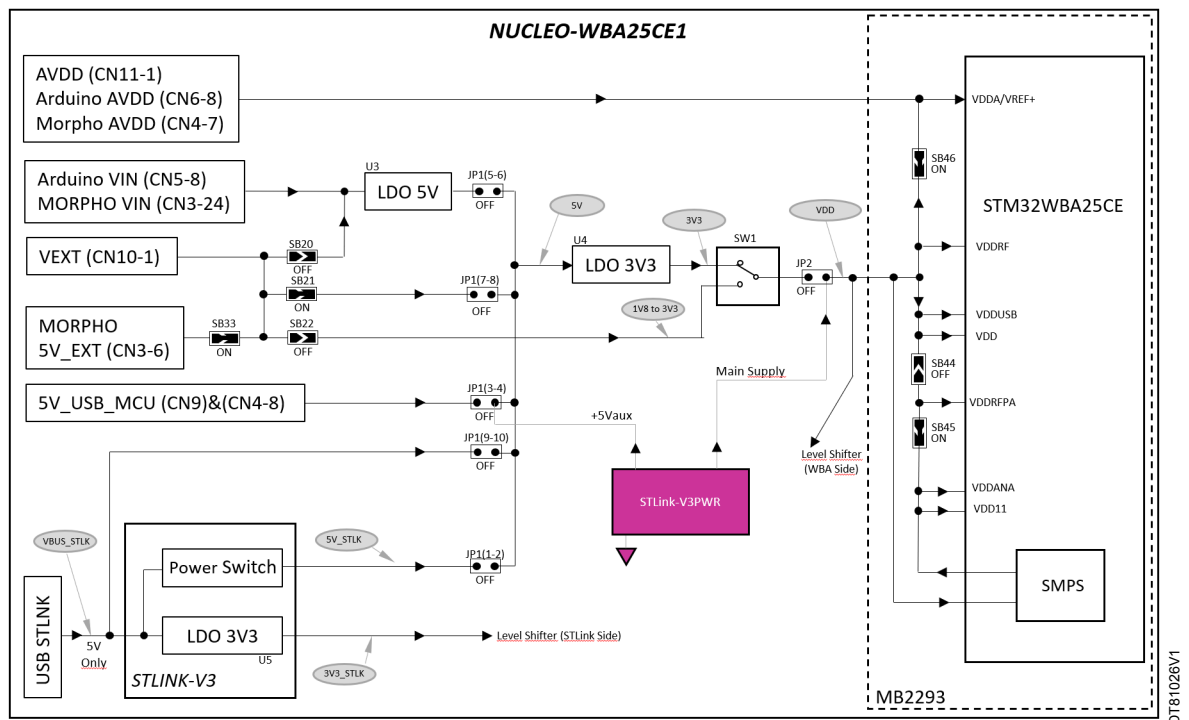 NUCLEO-WBA25CE1
AVDD (CN11-1)
Arduino AVDD (CN6-8)
Morpho AVDD (CN4-7)
VDDA/VREF+
SB46
ON
STM32WBA25CE
Arduino VIN (CN5-8)
MORPHO VIN (CN3-24)
U3
LDO 5V
JP1(5-6)
OFF
5V
3V3
VDD
VDDRF
VEXT (CN10-1)
SB20
OFF
SB21
ON
JP1(7-8)
OFF
U4
LDO 3V3
SW1
JP2
OFF
MORPHO
5V_EXT (CN3-6)
SB33
ON
SB22
OFF
1V8 to 3V3
VDDUSB
VDD
SB44
OFF
5V_USB_MCU (CN9)&(CN4-8)
JP1(3-4)
OFF
+5Vaux
Main Supply
VDDRFPA
SB45
ON
JP1(9-10)
OFF
Level Shifter
(WBA Side)
STLink-V3PWR
VDDANA
VDD11
VBUS_STLK
5V_STLK
Power Switch
JP1(1-2)
OFF
SMPS
USB STLNK
5V
Only
LDO 3V3
U5
Level Shifter (STLink Side)
3V3_STLK
STLINK-V3
MB2293
DT81026V1